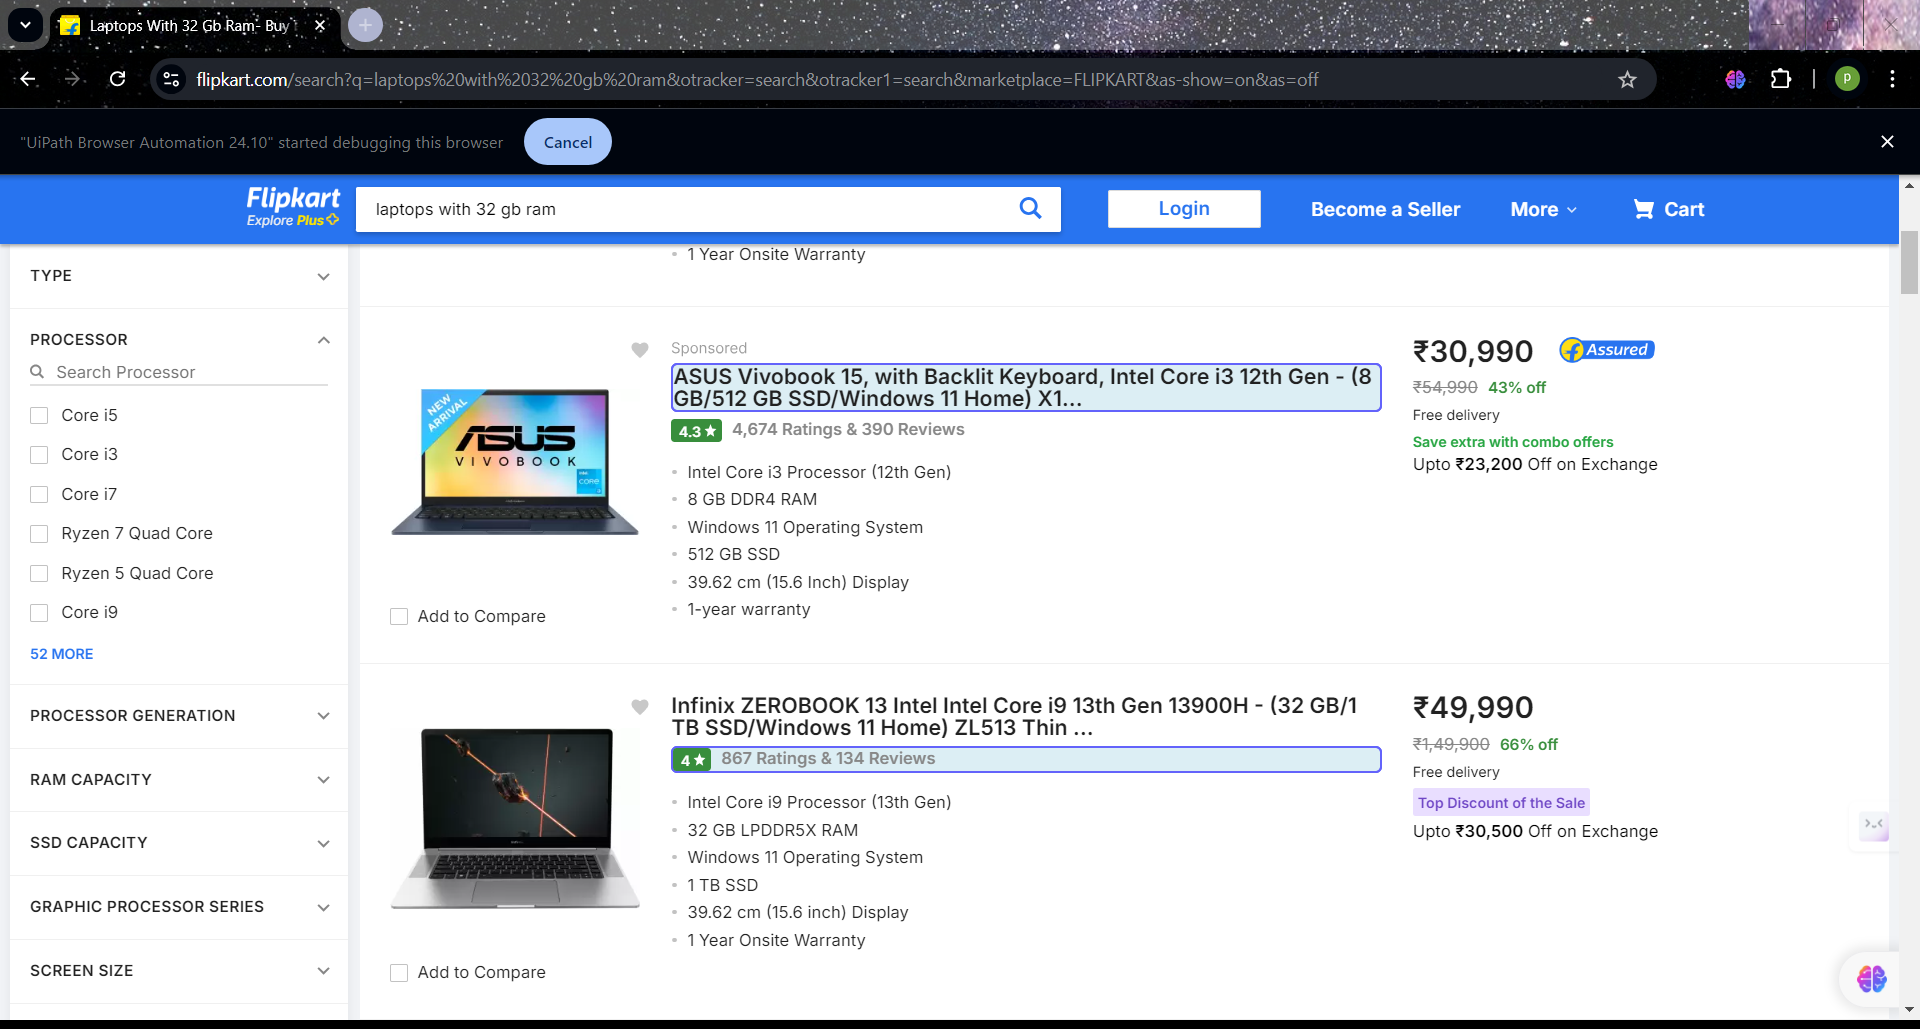 Laptops With 32 Gb Ram- Buy
flipkart.com/search?q=laptops%20with%2032%20gb%20ram&otracker=search&otracker1=search&marketplace=FLIPKART&as-show=on&as=off
P
"UiPath Browser Automation 24.10" started debugging this browser
Cancel
Flipkart
Explore Plus
laptops with 32 gb ram
Login
Become a Seller
More
Cart
TYPE
PROCESSOR
Search Processor
Core i5
Core i3
Core i7
Ryzen 7 Quad Core
Ryzen 5 Quad Core
Core i9
52 MORE
PROCESSOR GENERATION
RAM CAPACITY
SSD CAPACITY
GRAPHIC PROCESSOR SERIES
SCREEN SIZE
1 Year Onsite Warranty
NEW
ARRIVAL
ASUS
VIVOBOOK
intel
core
Add to Compare
Sponsored
ASUS Vivobook 15, with Backlit Keyboard, Intel Core i3 12th Gen - (8
GB/512 GB SSD/Windows 11 Home) X1...
4.3★ 4,674 Ratings & 390 Reviews
Intel Core i3 Processor (12th Gen)
8 GB DDR4 RAM
Windows 11 Operating System
512 GB SSD
39.62 cm (15.6 Inch) Display
1-year warranty
₹30,990
Assured
₹54,990 43% off
Free delivery
Save extra with combo offers
Upto ₹23,200 Off on Exchange
Add to Compare
Infinix ZEROBOOK 13 Intel Intel Core i9 13th Gen 13900H - (32 GB/1
TB SSD/Windows 11 Home) ZL513 Thin ...
4★ 867 Ratings & 134 Reviews
Intel Core i9 Processor (13th Gen)
32 GB LPDDR5X RAM
Windows 11 Operating System
1 TB SSD
39.62 cm (15.6 inch) Display
1 Year Onsite Warranty
₹49,990
₹1,49,900 66% off
Free delivery
Top Discount of the Sale
Upto ₹30,500 Off on Exchange